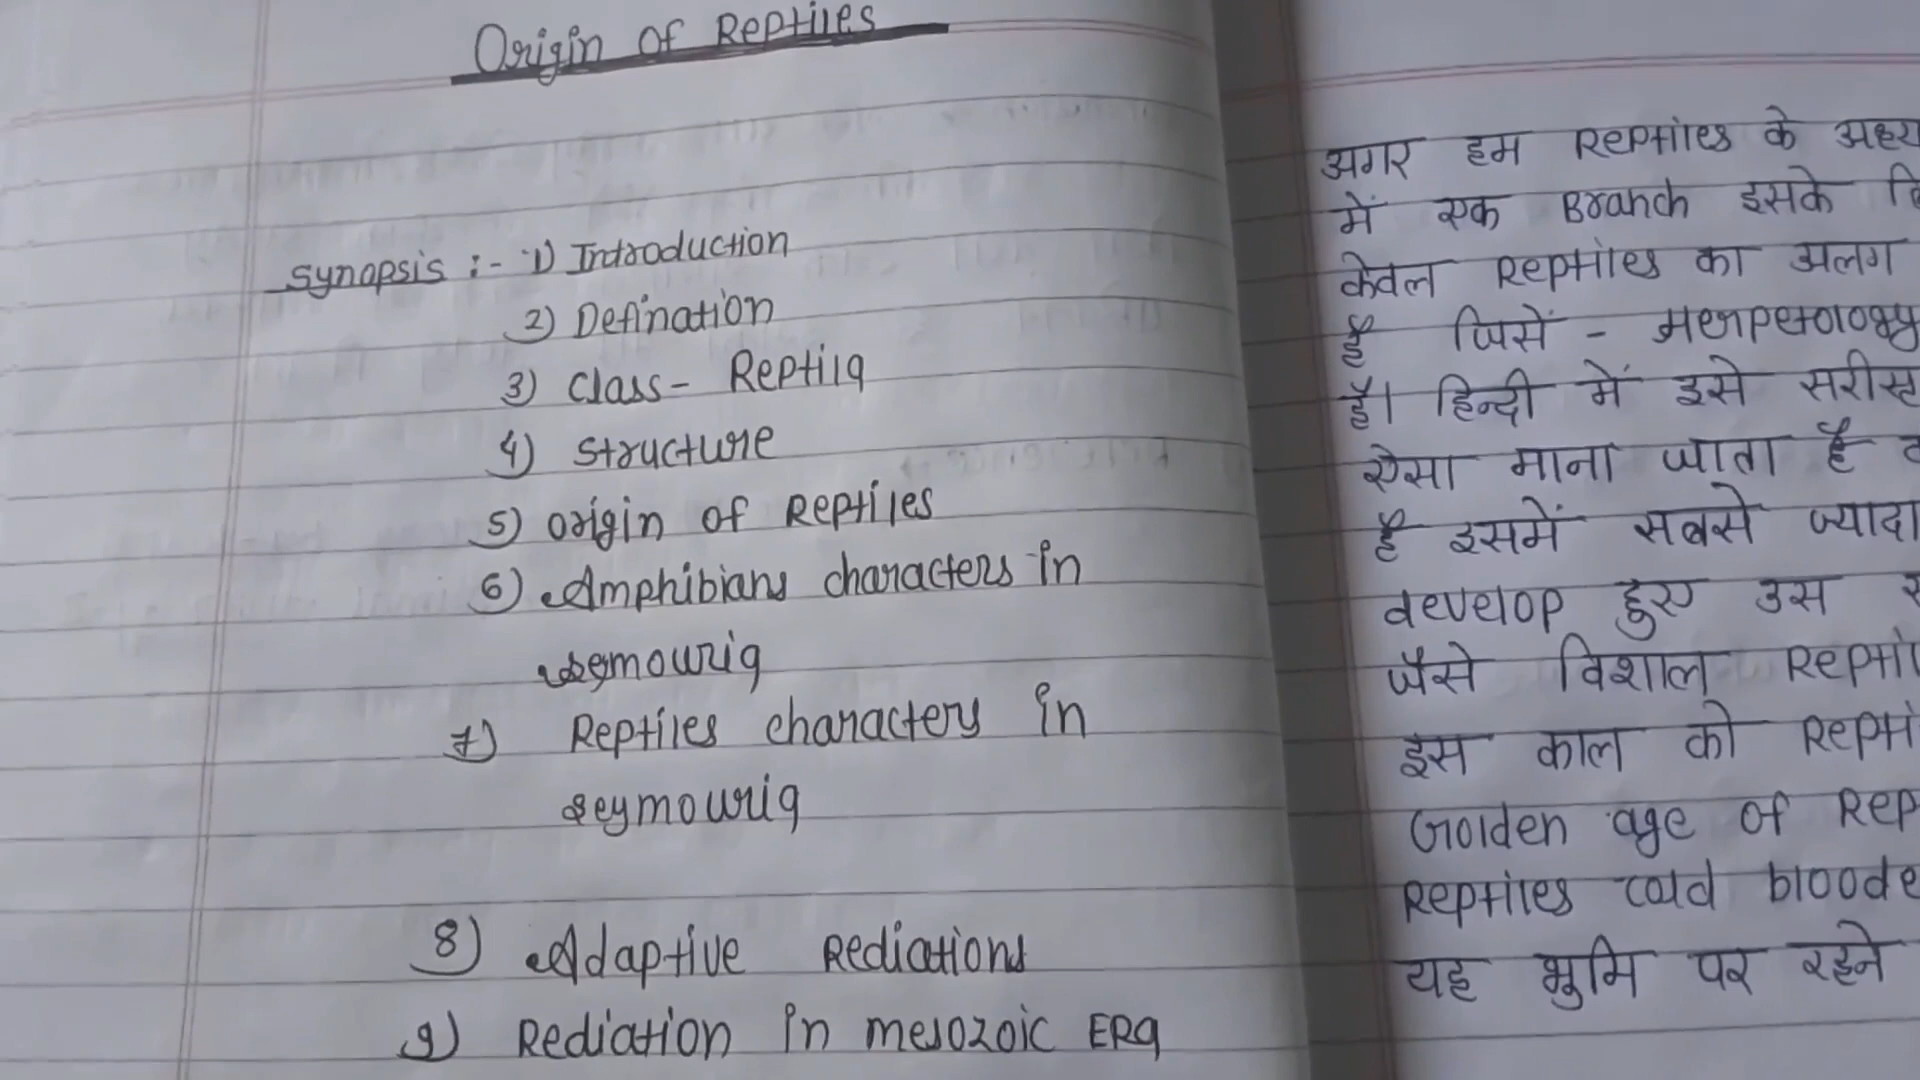 Origin of Reptiles
Synopsis :- 1) Introduction
2) Defination
3) Class - Reptila
4) Structure
5) Origin of Reptiles
6) Amphibians characters in
Seymouria
7) Reptiles characters in
Seymouria
8) Adaptive Rediations
9) Rediation in mesozoic ERa
अगर हम Reptiles के
में एक Branch इसके
केवल Reptiles का अलग
है जिसे -
है। हिन्दी में इसे
ऐसा माना जाता है
है इसमें सबसे ज्यादा
develop हुए उस
जैसे विशाल
इस काल को
Golden age of
Reptiles cold
यह भुमि पर रहने